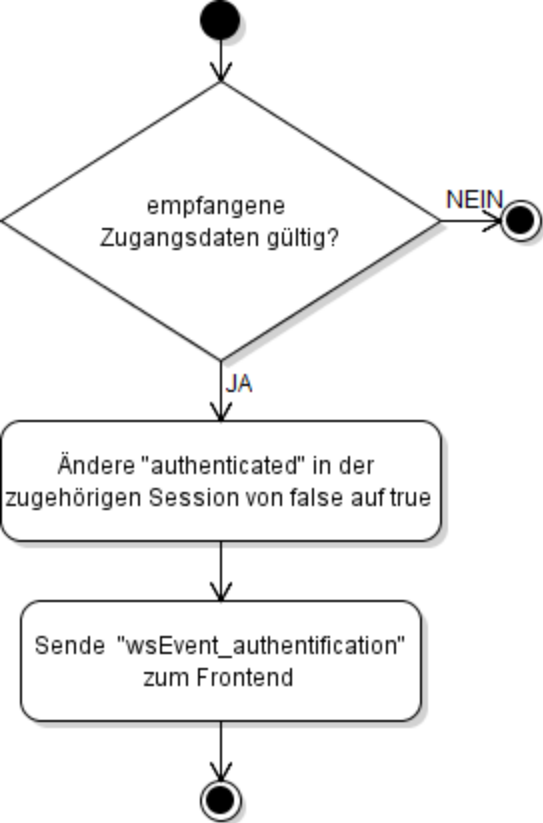 empfangene
Zugangsdaten gültig?
NEIN
JA
Ändere "authenticated" in der
zugehörigen Session von false auf true
Sende "wsEvent_authentification"
zum Frontend